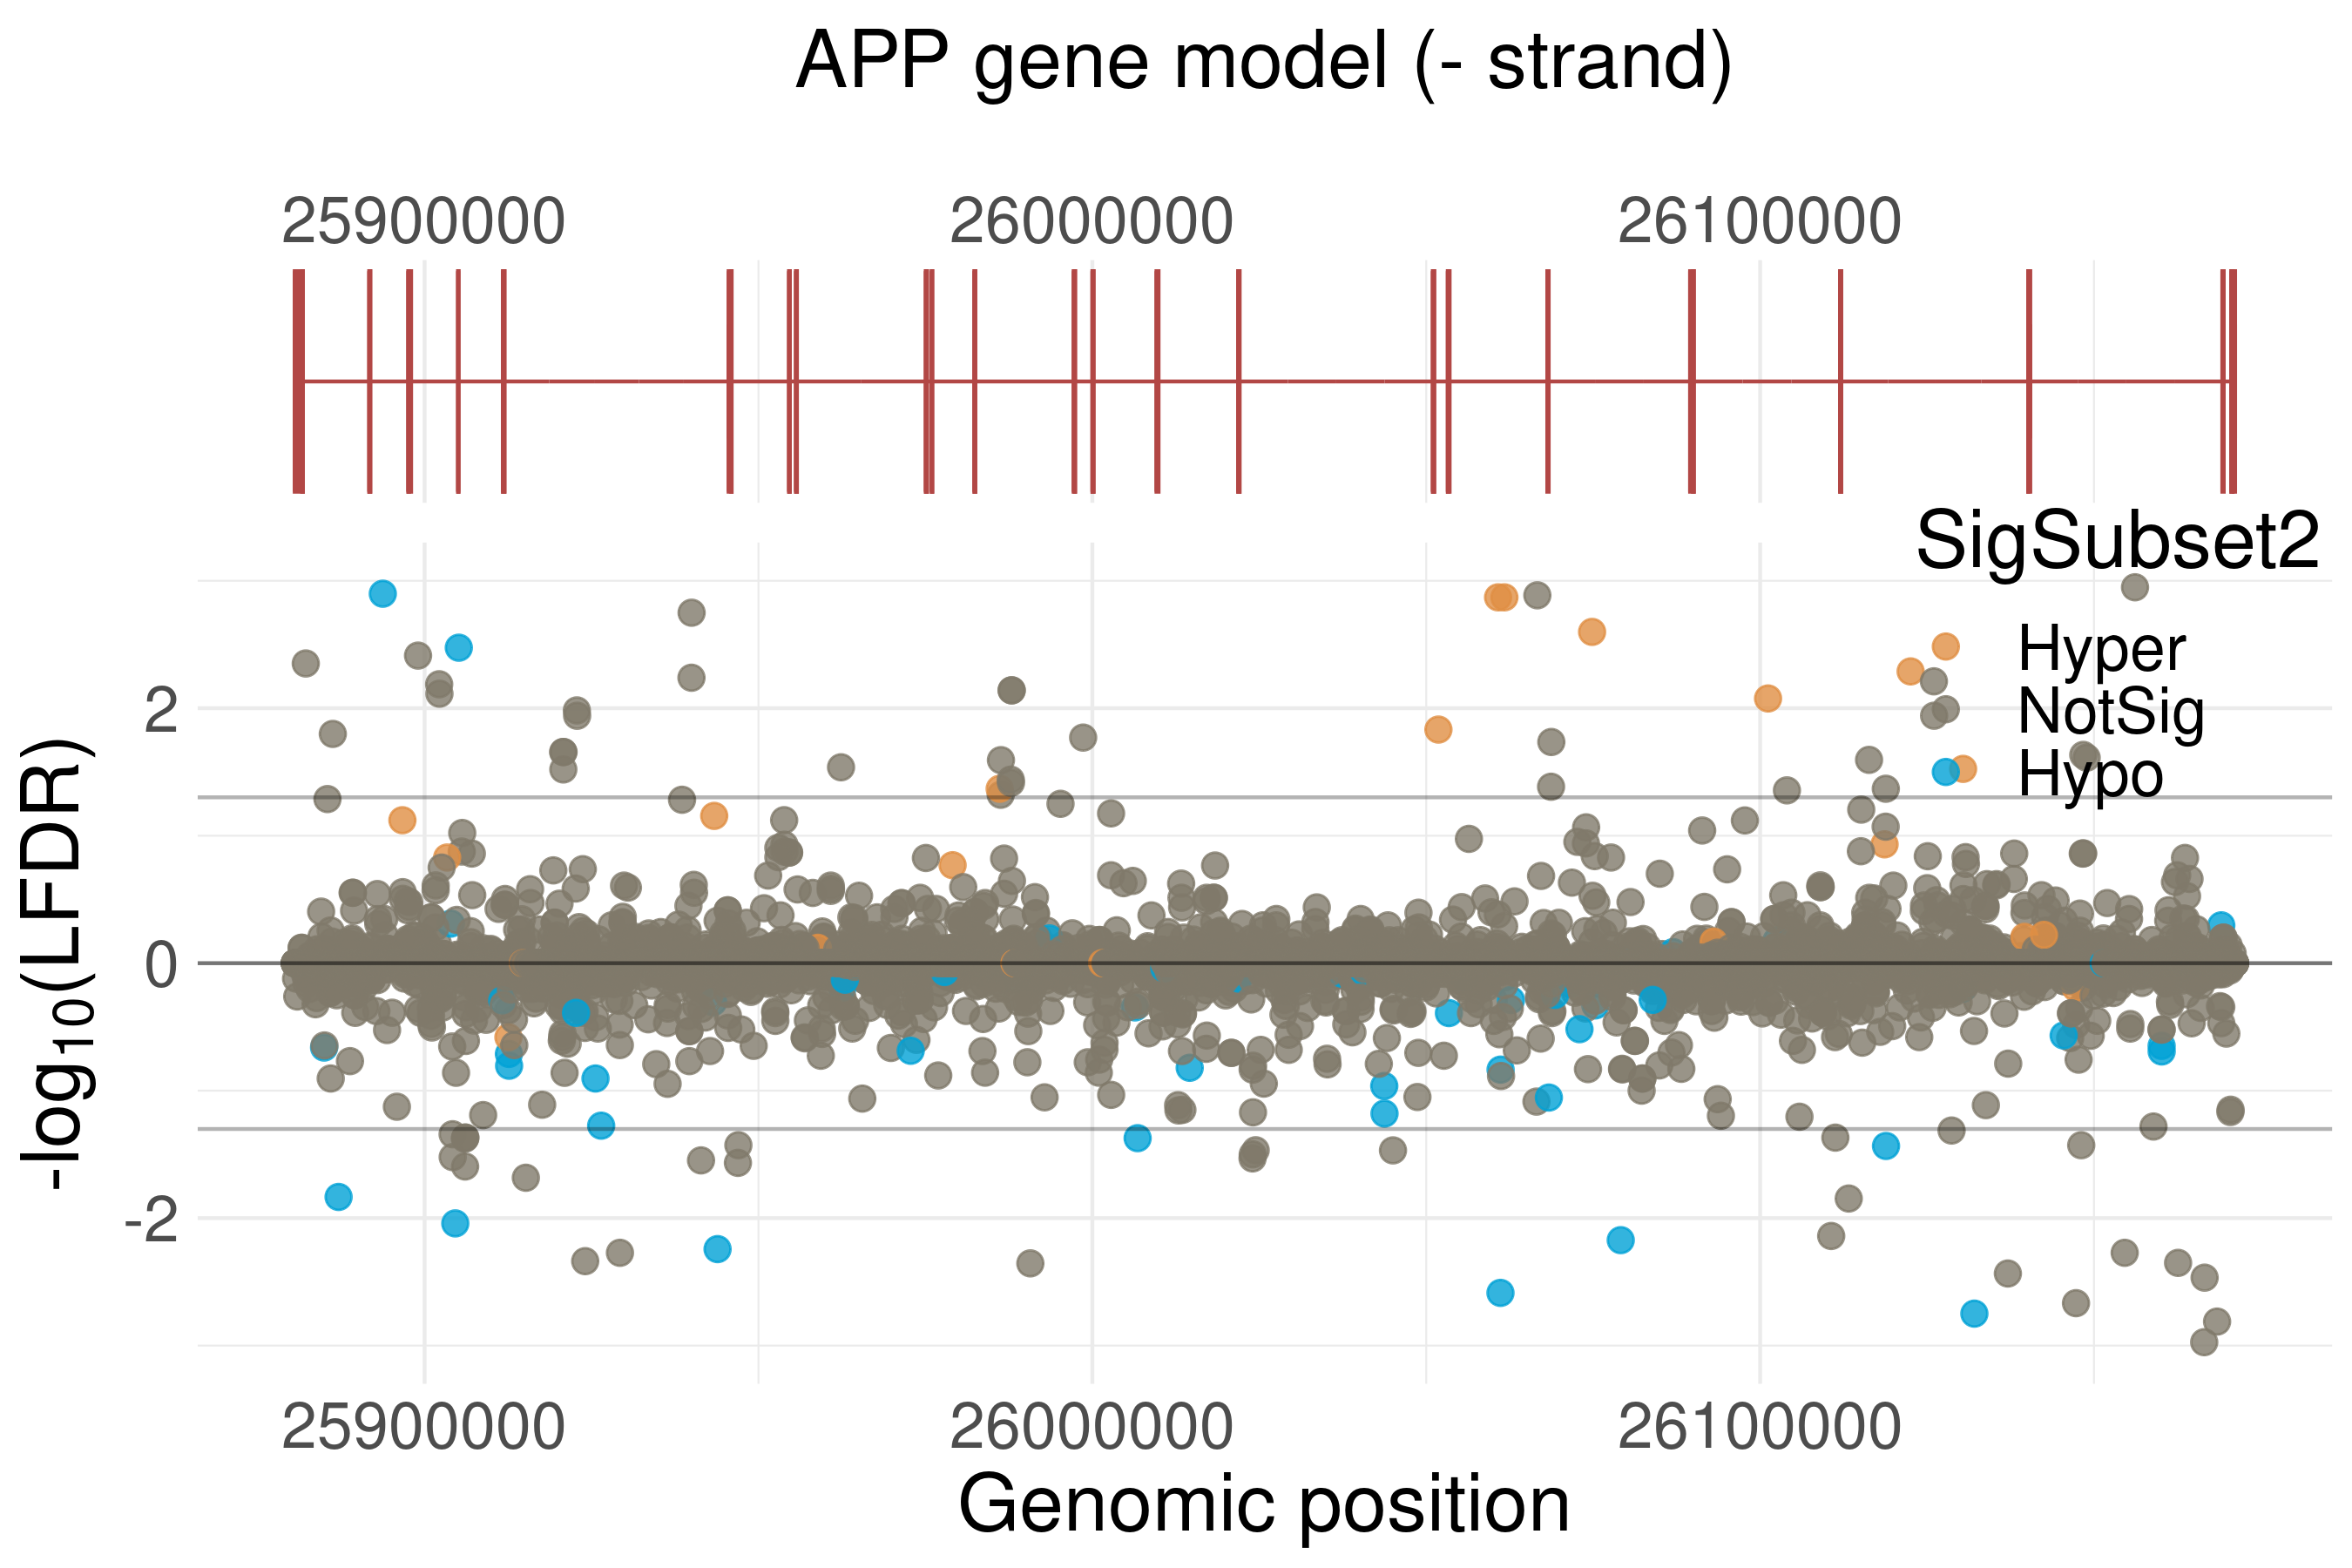 APP gene model (- strand)
25900000 26000000 26100000
SigSubset2
Hyper
NotSig
Hypo
2
0
-2
-log10(LFDR)
25900000 26000000 26100000
Genomic position